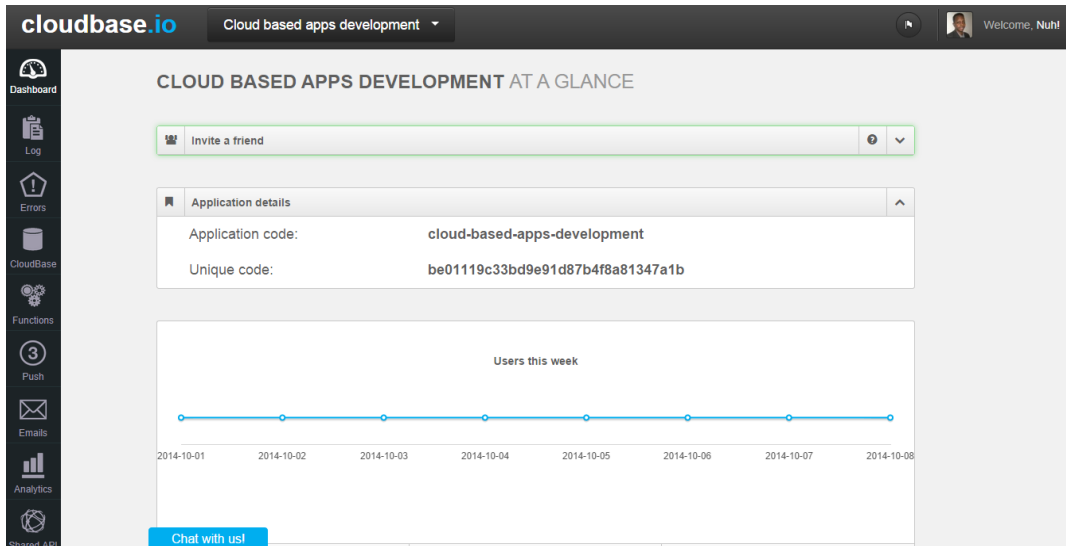 cloudbase.io
Cloud based apps development
Welcome, Nuh!
Dashboard
Log
Errors
CloudBase
Functions
3
Push
Emails
Analytics
Shared API
CLOUD BASED APPS DEVELOPMENT AT A GLANCE
Invite a friend
?
Application details
Application code: cloud-based-apps-development
Unique code: be01119c33bd9e91d87b4f8a81347a1b
Users this week
2014-10-01 2014-10-02 2014-10-03 2014-10-04 2014-10-05 2014-10-06 2014-10-07 2014-10-08
Chat with us!